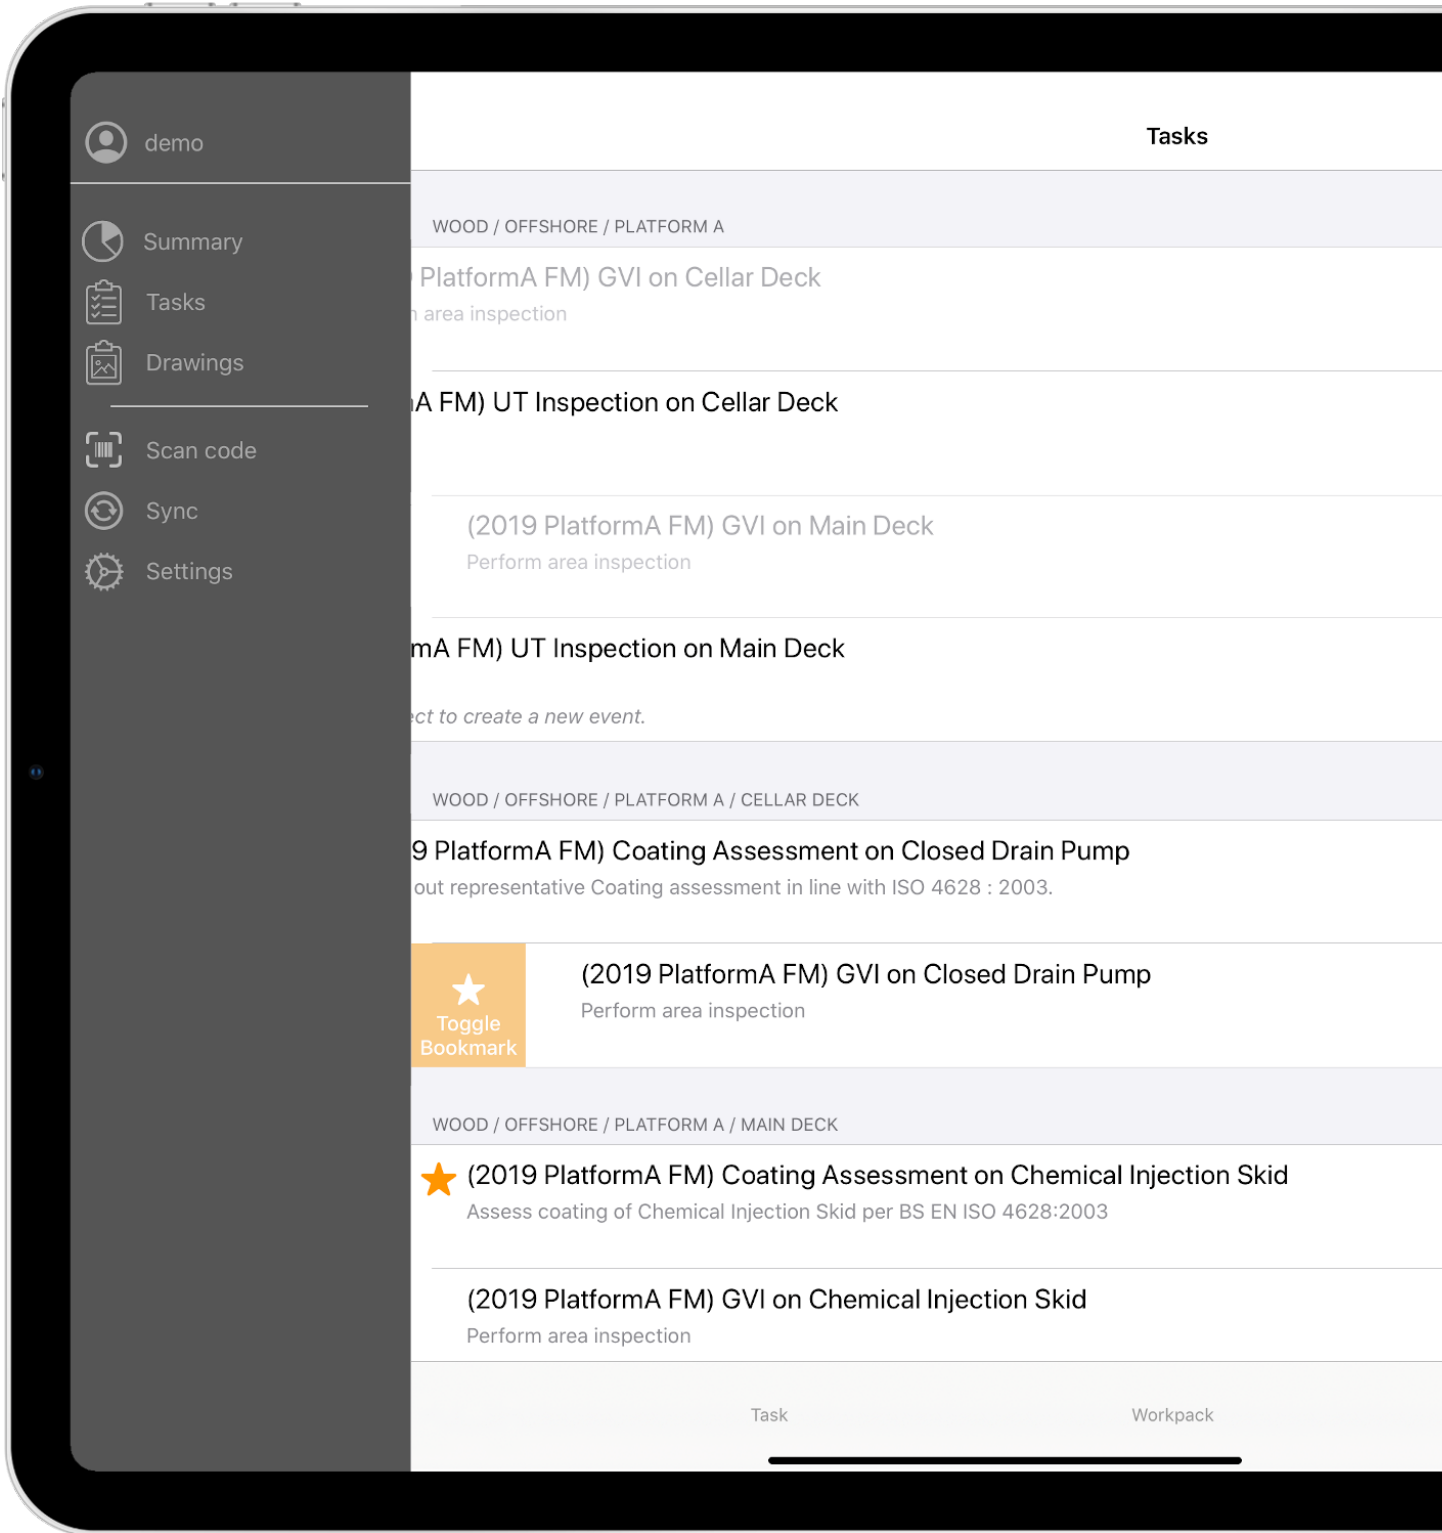 demo
Summary
Tasks
Drawings
Scan code
Sync
Settings
Tasks
WOOD / OFFSHORE / PLATFORM A
PlatformA FM) GVI on Cellar Deck
area inspection
A FM) UT Inspection on Cellar Deck
(2019 PlatformA FM) GVI on Main Deck
Perform area inspection
mA FM) UT Inspection on Main Deck
ect to create a new event.
WOOD / OFFSHORE / PLATFORM A / CELLAR DECK
9 PlatformA FM) Coating Assessment on Closed Drain Pump
out representative Coating assessment in line with ISO 4628 : 2003.
Toggle
Bookmark
(2019 PlatformA FM) GVI on Closed Drain Pump
Perform area inspection
WOOD / OFFSHORE / PLATFORM A / MAIN DECK
(2019 PlatformA FM) Coating Assessment on Chemical Injection Skid
Assess coating of Chemical Injection Skid per BS EN ISO 4628:2003
(2019 PlatformA FM) GVI on Chemical Injection Skid
Perform area inspection
Task
Workpack